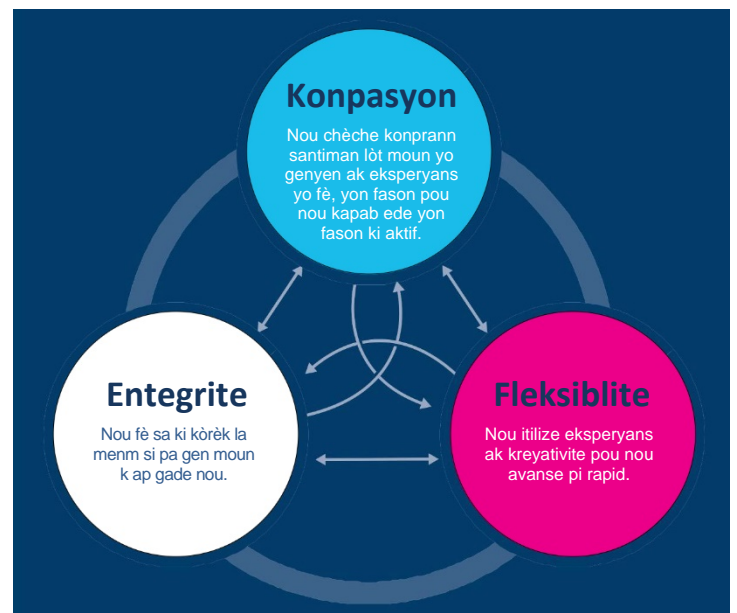 Konpasyon
Nou chèche konprann
santiman lòt moun yo
genyen ak eksperyans
yo fè, yon fason pou
nou kapab ede yon
fason ki aktif.
Entegrite
Nou fè sa ki kòrèk la
menm si pa gen moun
k ap gade nou.
Fleksiblite
Nou itilize eksperyans
ak kreyativite pou nou
avanse pi rapid.